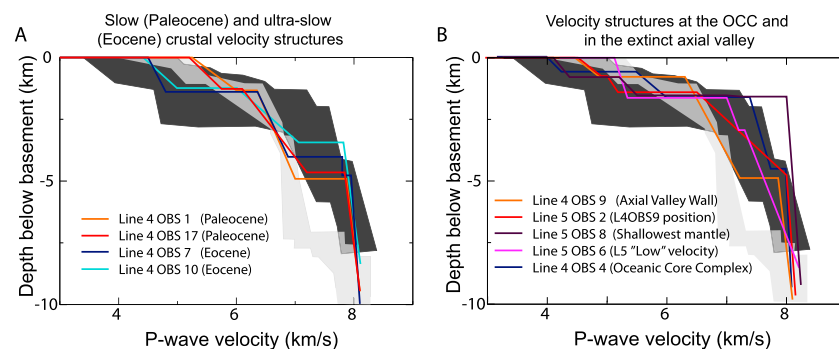 Slow (Paleocene) and ultra-slow
(Eocene) crustal velocity structures
A
0
-5
-10
Depth below basement (km)
Line 4 OBS 1 (Paleocene)
Line 4 OBS 17 (Paleocene)
Line 4 OBS 7 (Eocene)
Line 4 OBS 10 (Eocene)
4 6 8
P-wave velocity (km/s)
Velocity structures at the OCC and
in the extinct axial valley
B
0
-5
-10
Depth below basement (km)
Line 4 OBS 9 (Axial Valley Wall)
Line 5 OBS 2 (L4OBS9 position)
Line 5 OBS 8 (Shallowest mantle)
Line 5 OBS 6 (L5 "Low" velocity)
Line 4 OBS 4 (Oceanic Core Complex)
4 6 8
P-wave velocity (km/s)